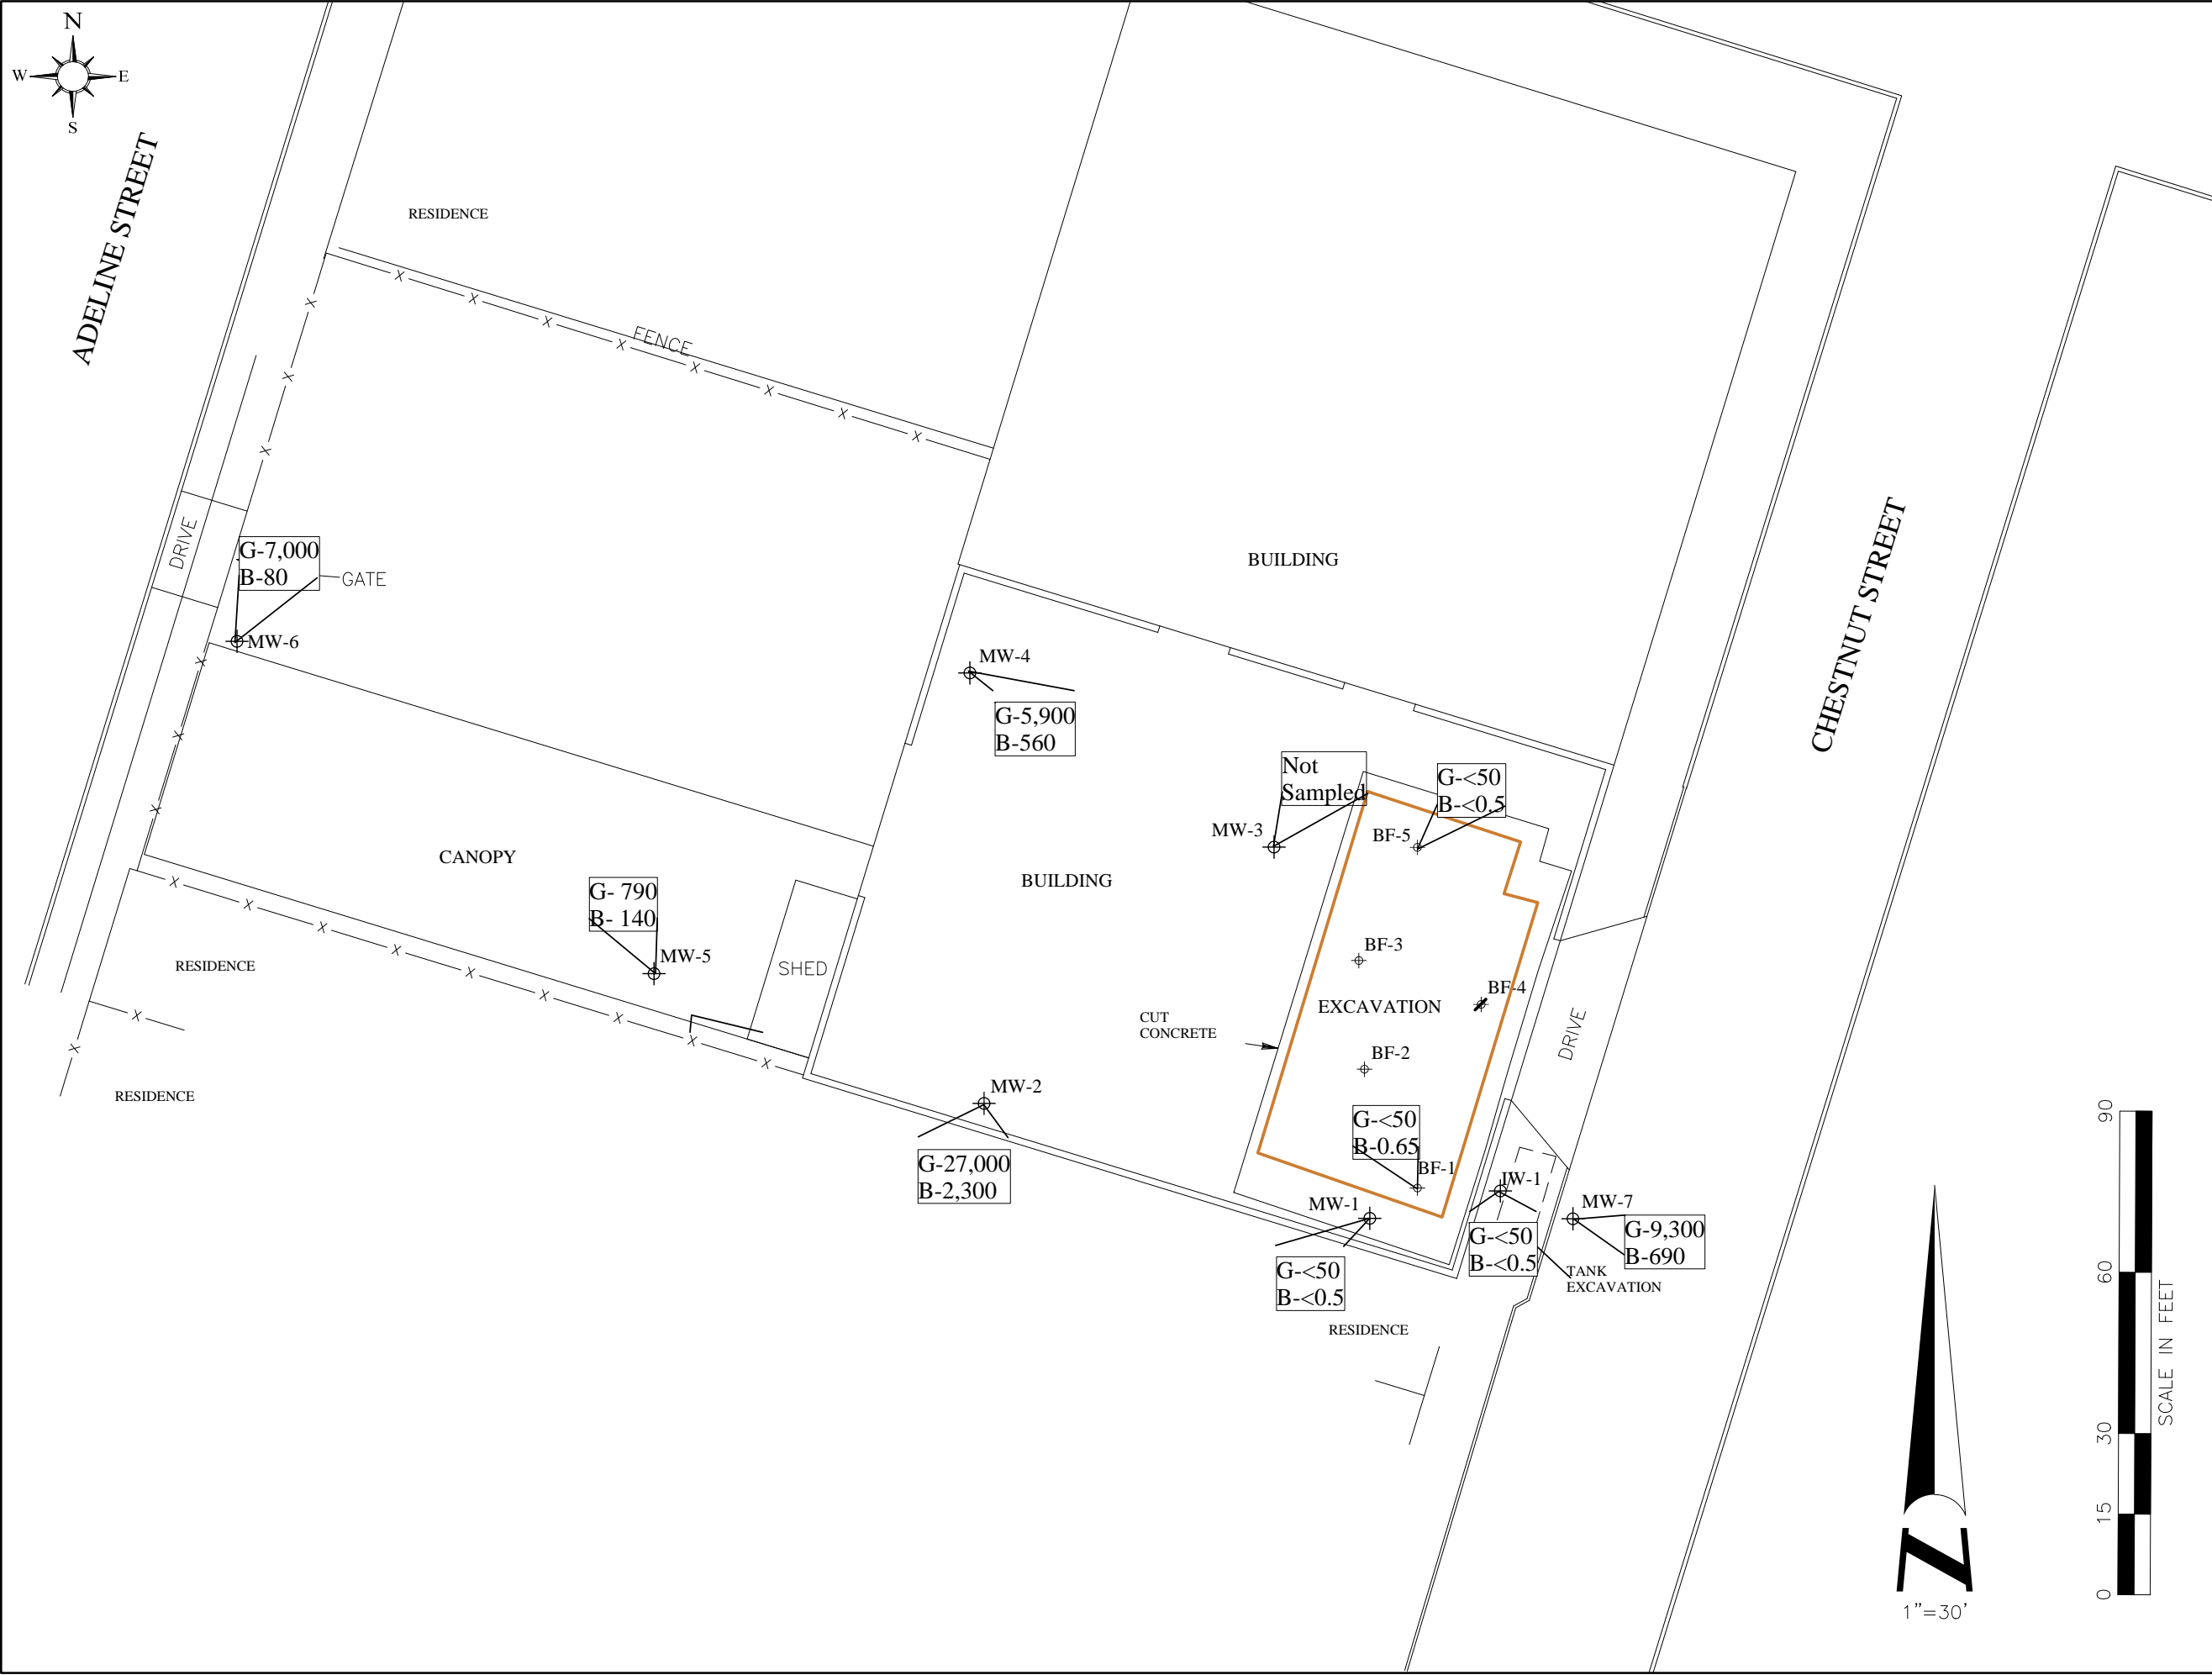 N
W
E
S
ADELINE STREET
RESIDENCE
FENCE
DRIVE
G-7,000
B-80
GATE
MW-6
BUILDING
CHESTNUT STREET
MW-4
G-5,900
B-560
Not
Sampled
G-<50
B-<0.5
MW-3
BF-5
CANOPY
BUILDING
G- 790
B- 140
MW-5
SHED
RESIDENCE
RESIDENCE
BF-3
BF-4
EXCAVATION
CUT
CONCRETE
DRIVE
BF-2
MW-2
G-27,000
B-2,300
G-<50
B-0.65
BF-1
IW-1
MW-1
MW-7
G-<50
B-<0.5
G-9,300
B-690
G-<50
B-<0.5
TANK
EXCAVATION
RESIDENCE
N
1"=30'
0 15 30 60 90
SCALE IN FEET